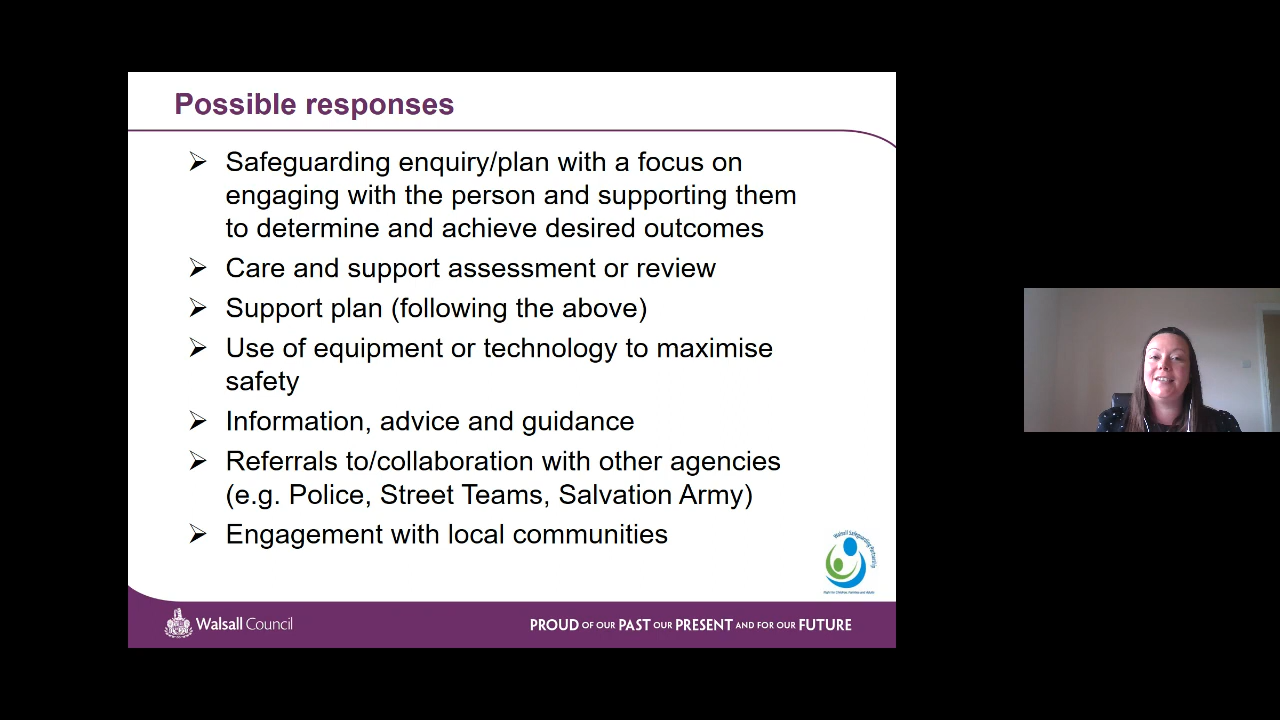 Possible responses
Safeguarding enquiry/plan with a focus on
engaging with the person and supporting them
to determine and achieve desired outcomes
Care and support assessment or review
Support plan (following the above)
Use of equipment or technology to maximise
safety
Information, advice and guidance
Referrals to/collaboration with other agencies
(e.g. Police, Street Teams, Salvation Army)
Engagement with local communities
Walsall Safeguarding Partnership
Walsall Council
PROUD OF OUR PAST OUR PRESENT AND FOR OUR FUTURE